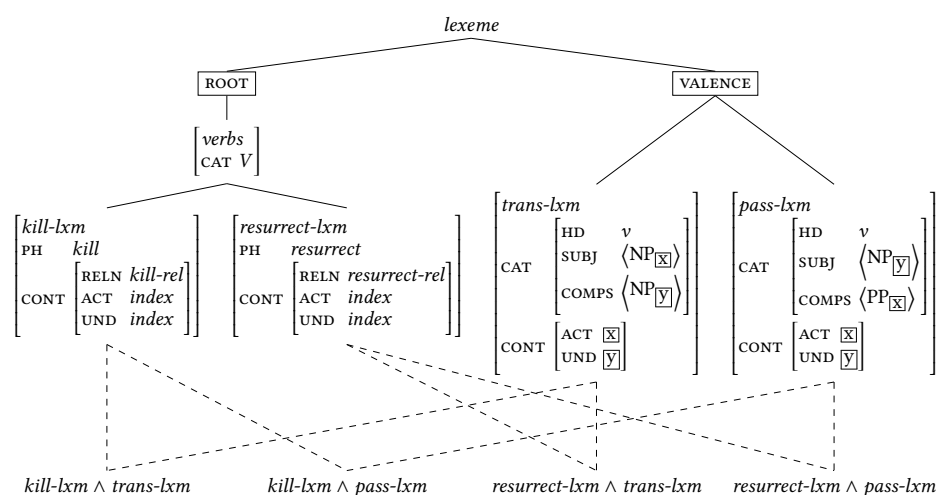 lexeme
ROOT
VALENCE
verbs
CAT V
kill-lxm
PH kill
CONT
RELN kill-rel
ACT index
UND index
resurrect-lxm
PH resurrect
CONT
RELN resurrect-rel
ACT index
UND index
trans-lxm
CAT
HD v
SUBJ ⟨NP x⟩
COMPS ⟨NP y⟩
CONT
ACT x
UND y
pass-lxm
CAT
HD v
SUBJ ⟨NP y⟩
COMPS ⟨PP x⟩
CONT
ACT x
UND y
kill-lxm ∧ trans-lxm
kill-lxm ∧ pass-lxm
resurrect-lxm ∧ trans-lxm
resurrect-lxm ∧ pass-lxm